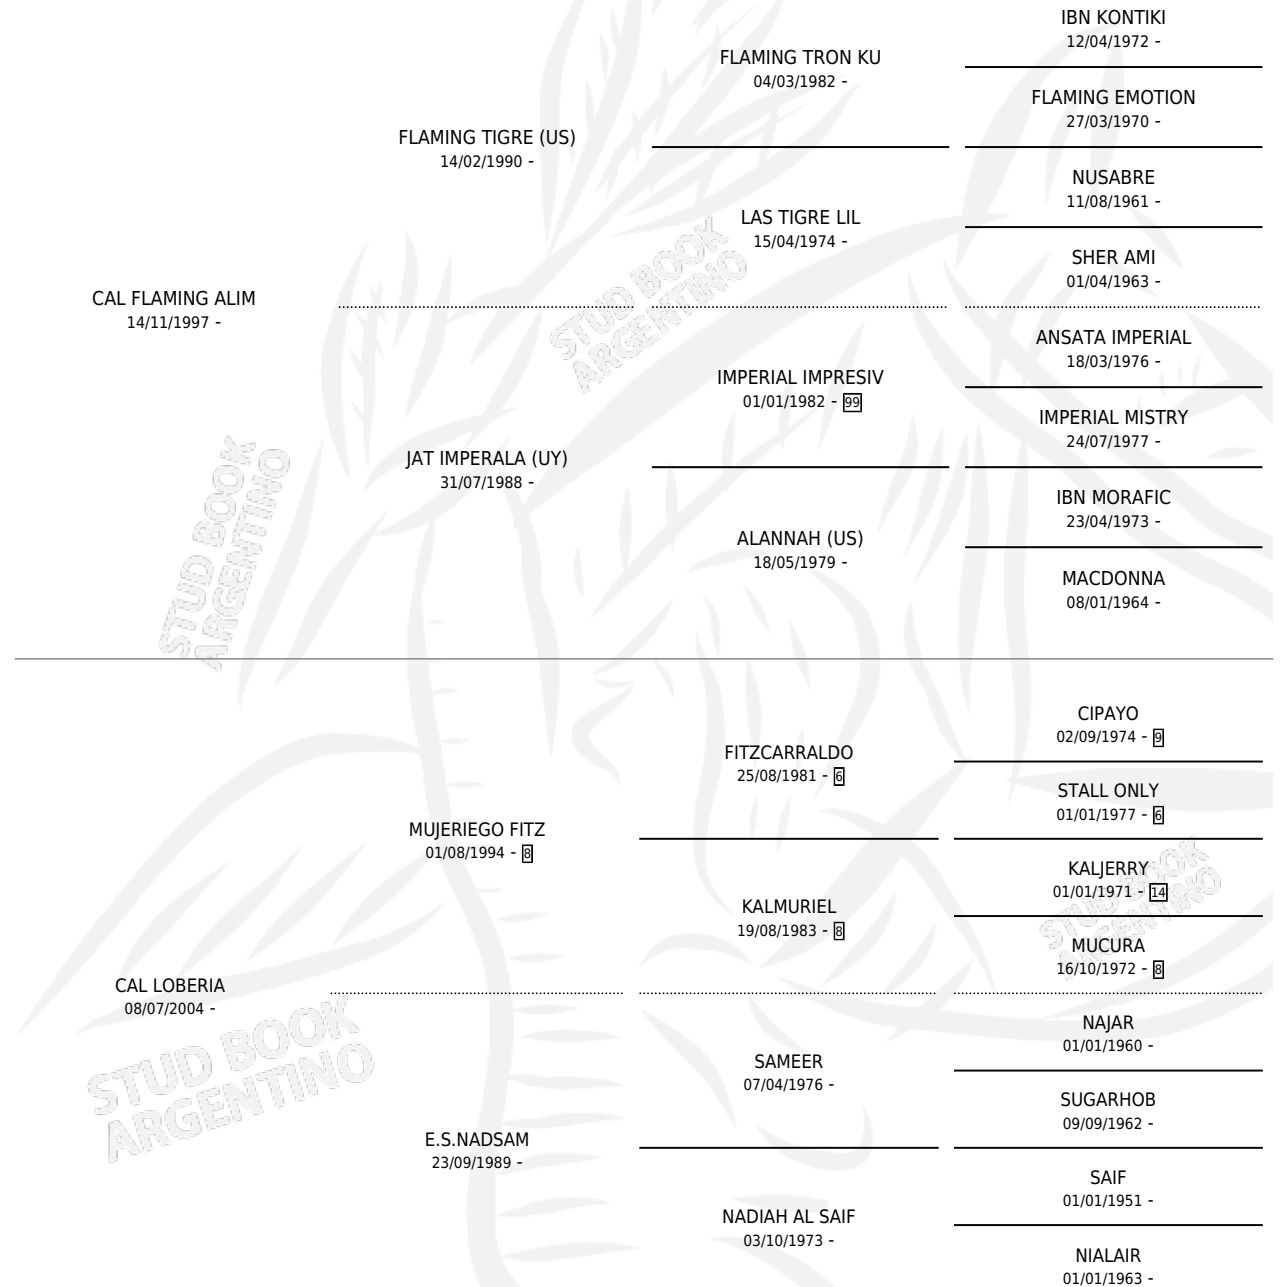 IBN KONTIKI
12/04/1972 -
FLAMING TRON KU
04/03/1982 -
FLAMING EMOTION
27/03/1970 -
FLAMING TIGRE (US)
14/02/1990 -
NUSABRE
11/08/1961 -
LAS TIGRE LIL
15/04/1974 -
SHER AMI
01/04/1963 -
CAL FLAMING ALIM
14/11/1997 -
STUD BOOK
ARGENTINO
ANSATA IMPERIAL
18/03/1976 -
IMPERIAL IMPRESIV
01/01/1982 - 99
IMPERIAL MISTRY
24/07/1977 -
JAT IMPERALA (UY)
31/07/1988 -
IBN MORAFIC
23/04/1973 -
ALANNAH (US)
18/05/1979 -
MACDONNA
08/01/1964 -
STUD BOOK
ARGENTINO
CIPAYO
02/09/1974 - 9
FITZCARRALDO
25/08/1981 - 6
STALL ONLY
01/01/1977 - 6
MUJERIEGO FITZ
01/08/1994 - 8
KALJERRY
01/01/1971 - 14
KALMURIEL
19/08/1983 - 8
MUCURA
16/10/1972 - 8
STUD BOOK
ARGENTINO
CAL LOBERIA
08/07/2004 -
NAJAR
01/01/1960 -
SAMEER
07/04/1976 -
SUGARHOB
09/09/1962 -
STUD BOOK
ARGENTINO
E.S.NADSAM
23/09/1989 -
SAIF
01/01/1951 -
NADIAH AL SAIF
03/10/1973 -
NIALAIR
01/01/1963 -